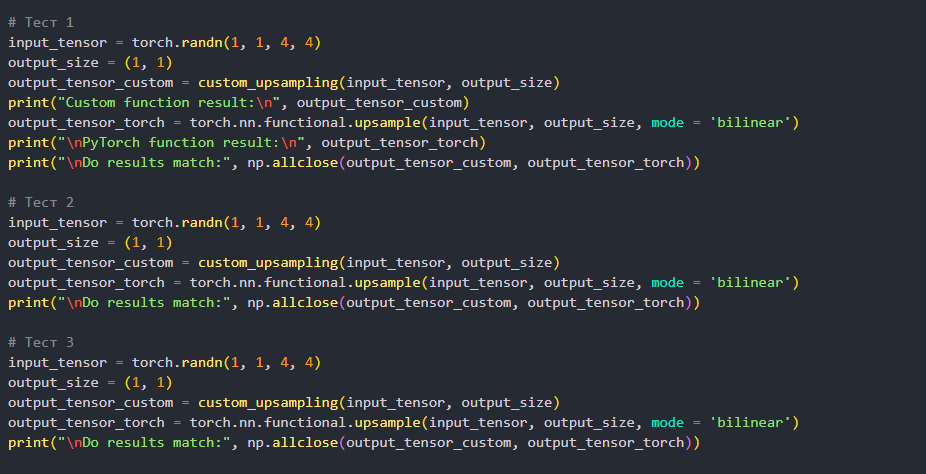 # Тест 1
input_tensor = torch.randn(1, 1, 4, 4)
output_size = (1, 1)
output_tensor_custom = custom_upsampling(input_tensor, output_size)
print("Custom function result:\n", output_tensor_custom)
output_tensor_torch = torch.nn.functional.upsample(input_tensor, output_size, mode = 'bilinear')
print("\nPyTorch function result:\n", output_tensor_torch)
print("\nDo results match:", np.allclose(output_tensor_custom, output_tensor_torch))

# Тест 2
input_tensor = torch.randn(1, 1, 4, 4)
output_size = (1, 1)
output_tensor_custom = custom_upsampling(input_tensor, output_size)
output_tensor_torch = torch.nn.functional.upsample(input_tensor, output_size, mode = 'bilinear')
print("\nDo results match:", np.allclose(output_tensor_custom, output_tensor_torch))

# Тест 3
input_tensor = torch.randn(1, 1, 4, 4)
output_size = (1, 1)
output_tensor_custom = custom_upsampling(input_tensor, output_size)
output_tensor_torch = torch.nn.functional.upsample(input_tensor, output_size, mode = 'bilinear')
print("\nDo results match:", np.allclose(output_tensor_custom, output_tensor_torch))